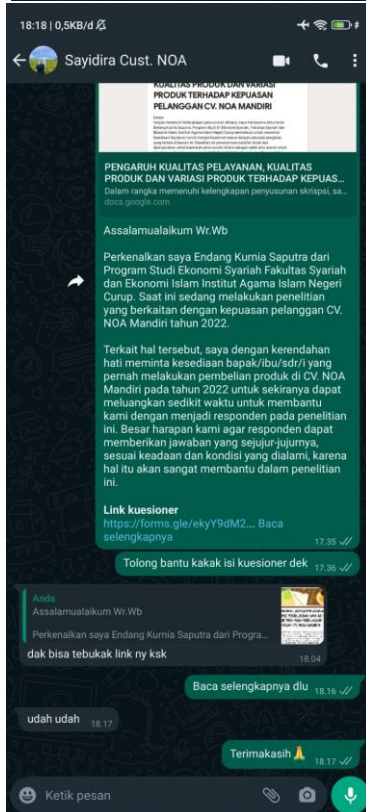 18:18 | 0,5KB/d
Sayidira Cust. NOA
KUALITAS PRODUK DAN VARIASI
PRODUK TERHADAP KEPUASAN
PELANGGAN CV. NOA MANDIRI
PENGARUH KUALITAS PELAYANAN, KUALITAS
PRODUK DAN VARIASI PRODUK TERHADAP KEPUAS...
Dalam rangka memenuhi kelengkapan penyusunan skripsi, sa...
docs.google.com
Assalamualaikum Wr.Wb
Perkenalkan saya Endang Kurnia Saputra dari
Program Studi Ekonomi Syariah Fakultas Syariah
dan Ekonomi Islam Institut Agama Islam Negeri
Curup. Saat ini sedang melakukan penelitian
yang berkaitan dengan kepuasan pelanggan CV.
NOA Mandiri tahun 2022.
Terkait hal tersebut, saya dengan kerendahan
hati meminta kesediaan bapak/ibu/sdr/i yang
pernah melakukan pembelian produk di CV. NOA
Mandiri pada tahun 2022 untuk sekiranya dapat
meluangkan sedikit waktu untuk membantu
kami dengan menjadi responden pada penelitian
ini. Besar harapan kami agar responden dapat
memberikan jawaban yang sejujur-jujurnya,
sesuai keadaan dan kondisi yang dialami, karena
hal itu akan sangat membantu dalam penelitian
ini.
Link kuesioner
https://forms.gle/ekyY9dM2... Baca
selengkapnya
17.35
Tolong bantu kakak isi kuesioner dek 17.36
Anda
Assalamualaikum Wr.Wb
Perkenalkan saya Endang Kurnia Saputra dari Progra...
dak bisa tebukak link ny ksk
18.04
Baca selengkapnya dlu 18.16
udah udah 18.17
Terimakasih 🙏 18.17
Ketik pesan